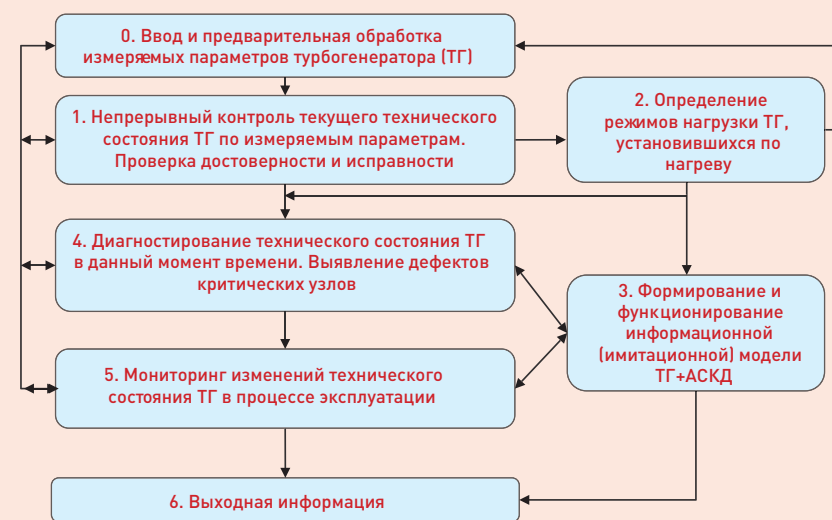 0. Ввод и предварительная обработка
измеряемых параметров турбогенератора (ТГ)
1. Непрерывный контроль текущего технического
состояния ТГ по измеряемым параметрам.
Проверка достоверности и исправности
2. Определение
режимов нагрузки ТГ,
установившихся по
нагреву
4. Диагностирование технического состояния ТГ
в данный момент времени. Выявление дефектов
критических узлов
3. Формирование и
функционирование
информационной
(имитационной) модели
ТГ+АСКД
5. Мониторинг изменений технического
состояния ТГ в процессе эксплуатации
6. Выходная информация